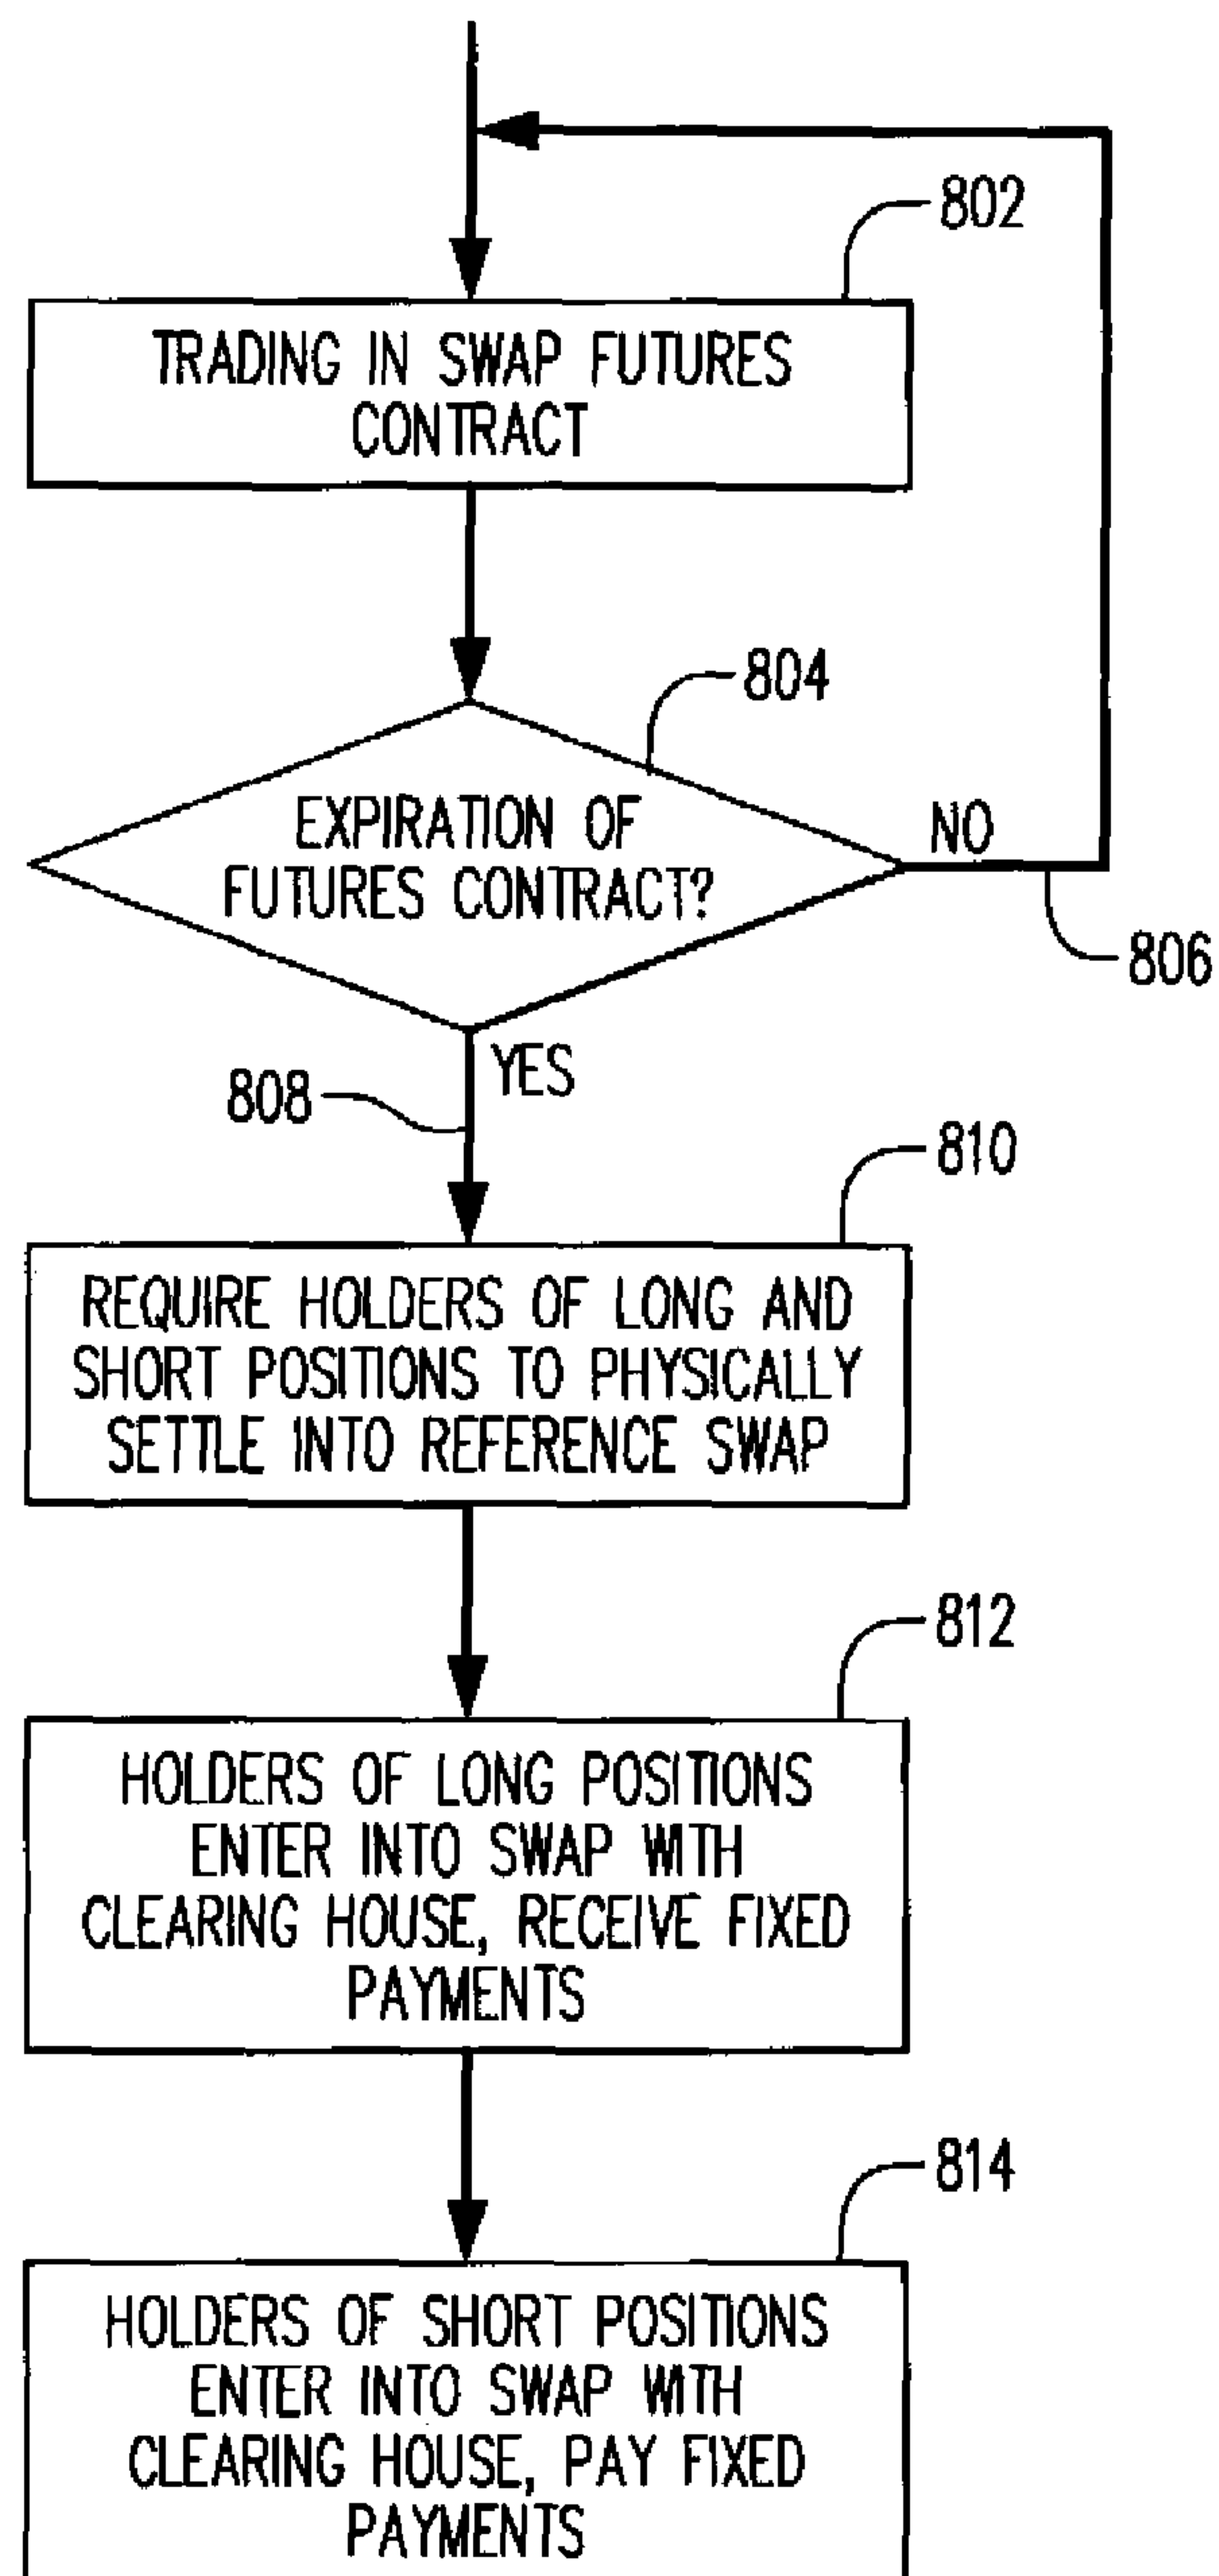 802
TRADING IN SWAP FUTURES
CONTRACT
804
EXPIRATION OF
FUTURES CONTRACT?
NO
806
YES
808
810
REQUIRE HOLDERS OF LONG AND
SHORT POSITIONS TO PHYSICALLY
SETTLE INTO REFERENCE SWAP
812
HOLDERS OF LONG POSITIONS
ENTER INTO SWAP WITH
CLEARING HOUSE, RECEIVE FIXED
PAYMENTS
814
HOLDERS OF SHORT POSITIONS
ENTER INTO SWAP WITH
CLEARING HOUSE, PAY FIXED
PAYMENTS